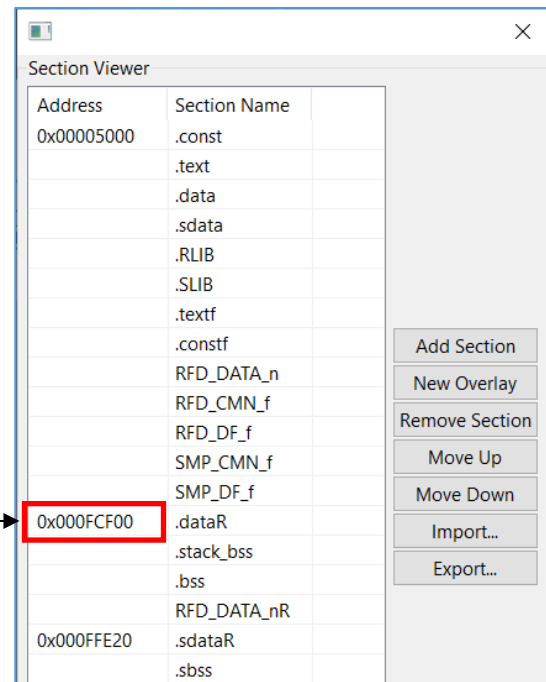 Section Viewer
Address Section Name
0x00005000 .const
.text
.data
.sdata
.RLIB
.SLIB
.textf
.constf
RFD_DATA_n
RFD_CMN_f
RFD_DF_f
SMP_CMN_f
SMP_DF_f
0x000FCF00 .dataR
.stack_bss
.bss
RFD_DATA_nR
0x000FFE20 .sdataR
.sbss
Add Section
New Overlay
Remove Section
Move Up
Move Down
Import...
Export...